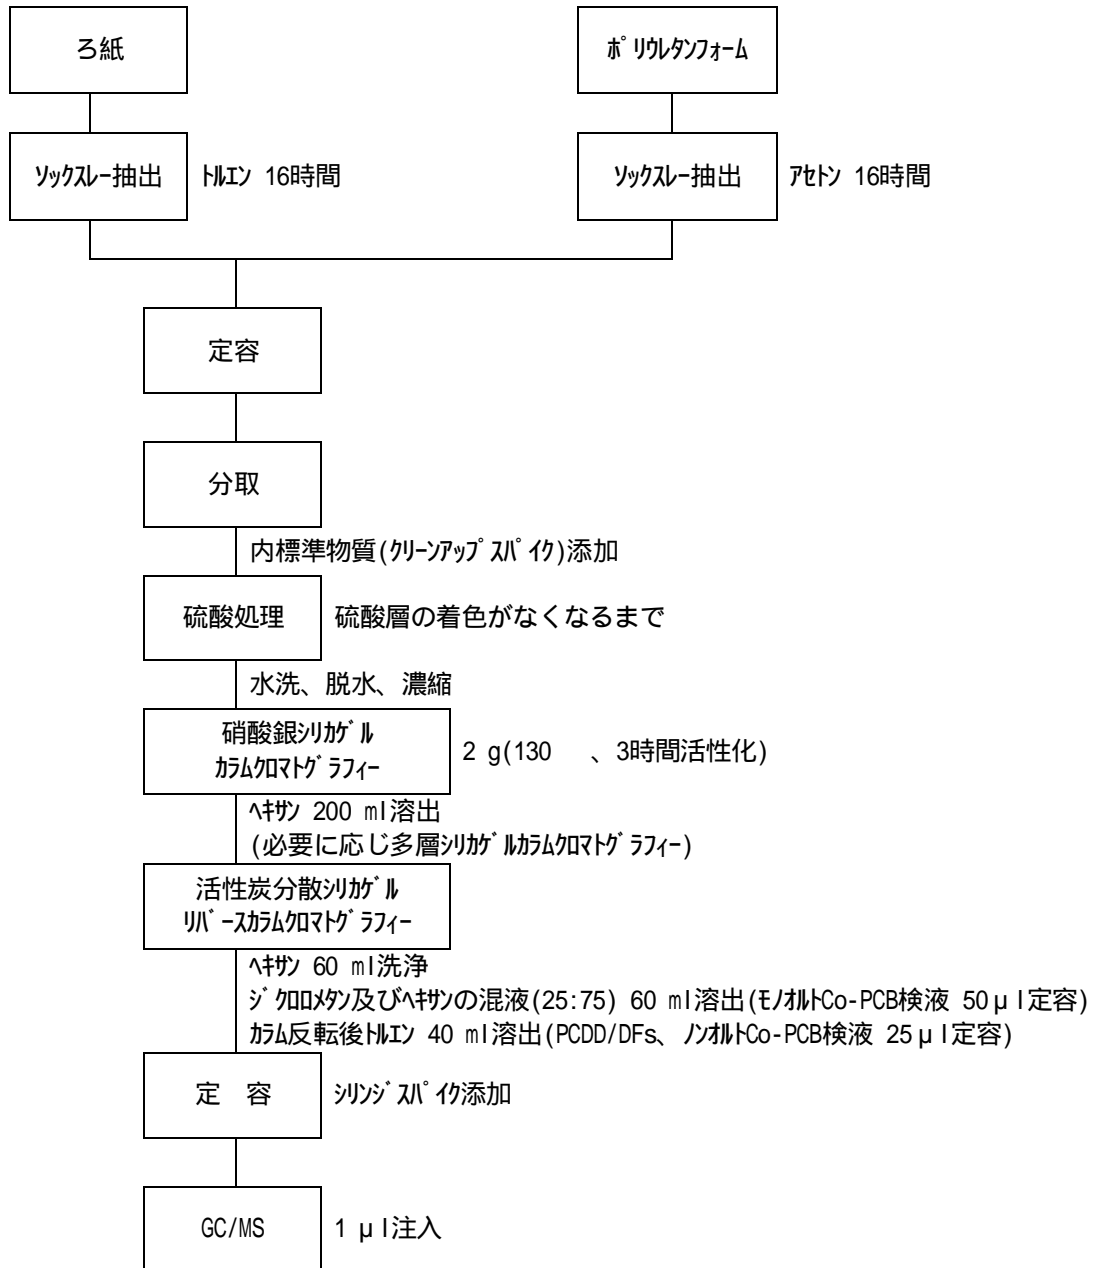 ろ紙
ﾎﾟﾘｳﾚﾀﾝﾌｫｰﾑ
ｿｯｸｽﾚｰ抽出
ﾄﾙｴﾝ 16時間
ｿｯｸｽﾚｰ抽出
ｱｾﾄﾝ 16時間
定容
分取
内標準物質(ｸﾘｰﾝｱｯﾌﾟｽﾊﾟｲｸ)添加
硫酸処理
硫酸層の着色がなくなるまで
水洗、脱水、濃縮
硝酸銀ｼﾘｶｹﾞﾙ
ｶﾗﾑｸﾛﾏﾄｸﾞﾗﾌｨｰ
2 g(130　、3時間活性化)
ﾍｷｻﾝ 200 ml溶出
(必要に応じ多層ｼﾘｶｹﾞﾙｶﾗﾑｸﾛﾏﾄｸﾞﾗﾌｨｰ)
活性炭分散ｼﾘｶｹﾞﾙ
ﾘﾊﾞｰｽｶﾗﾑｸﾛﾏﾄｸﾞﾗﾌｨｰ
ﾍｷｻﾝ 60 ml洗浄
ｼﾞｸﾛﾛﾒﾀﾝ及びﾍｷｻﾝの混液(25:75) 60 ml溶出(ﾓﾉｵﾙﾄCo-PCB検液 50μl定容)
ｶﾗﾑ反転後ﾄﾙｴﾝ 40 ml溶出(PCDD/DFs、ﾉﾝｵﾙﾄCo-PCB検液 25μl定容)
定　容
ｼﾘﾝｼﾞｽﾊﾟｲｸ添加
GC/MS
1 μl注入